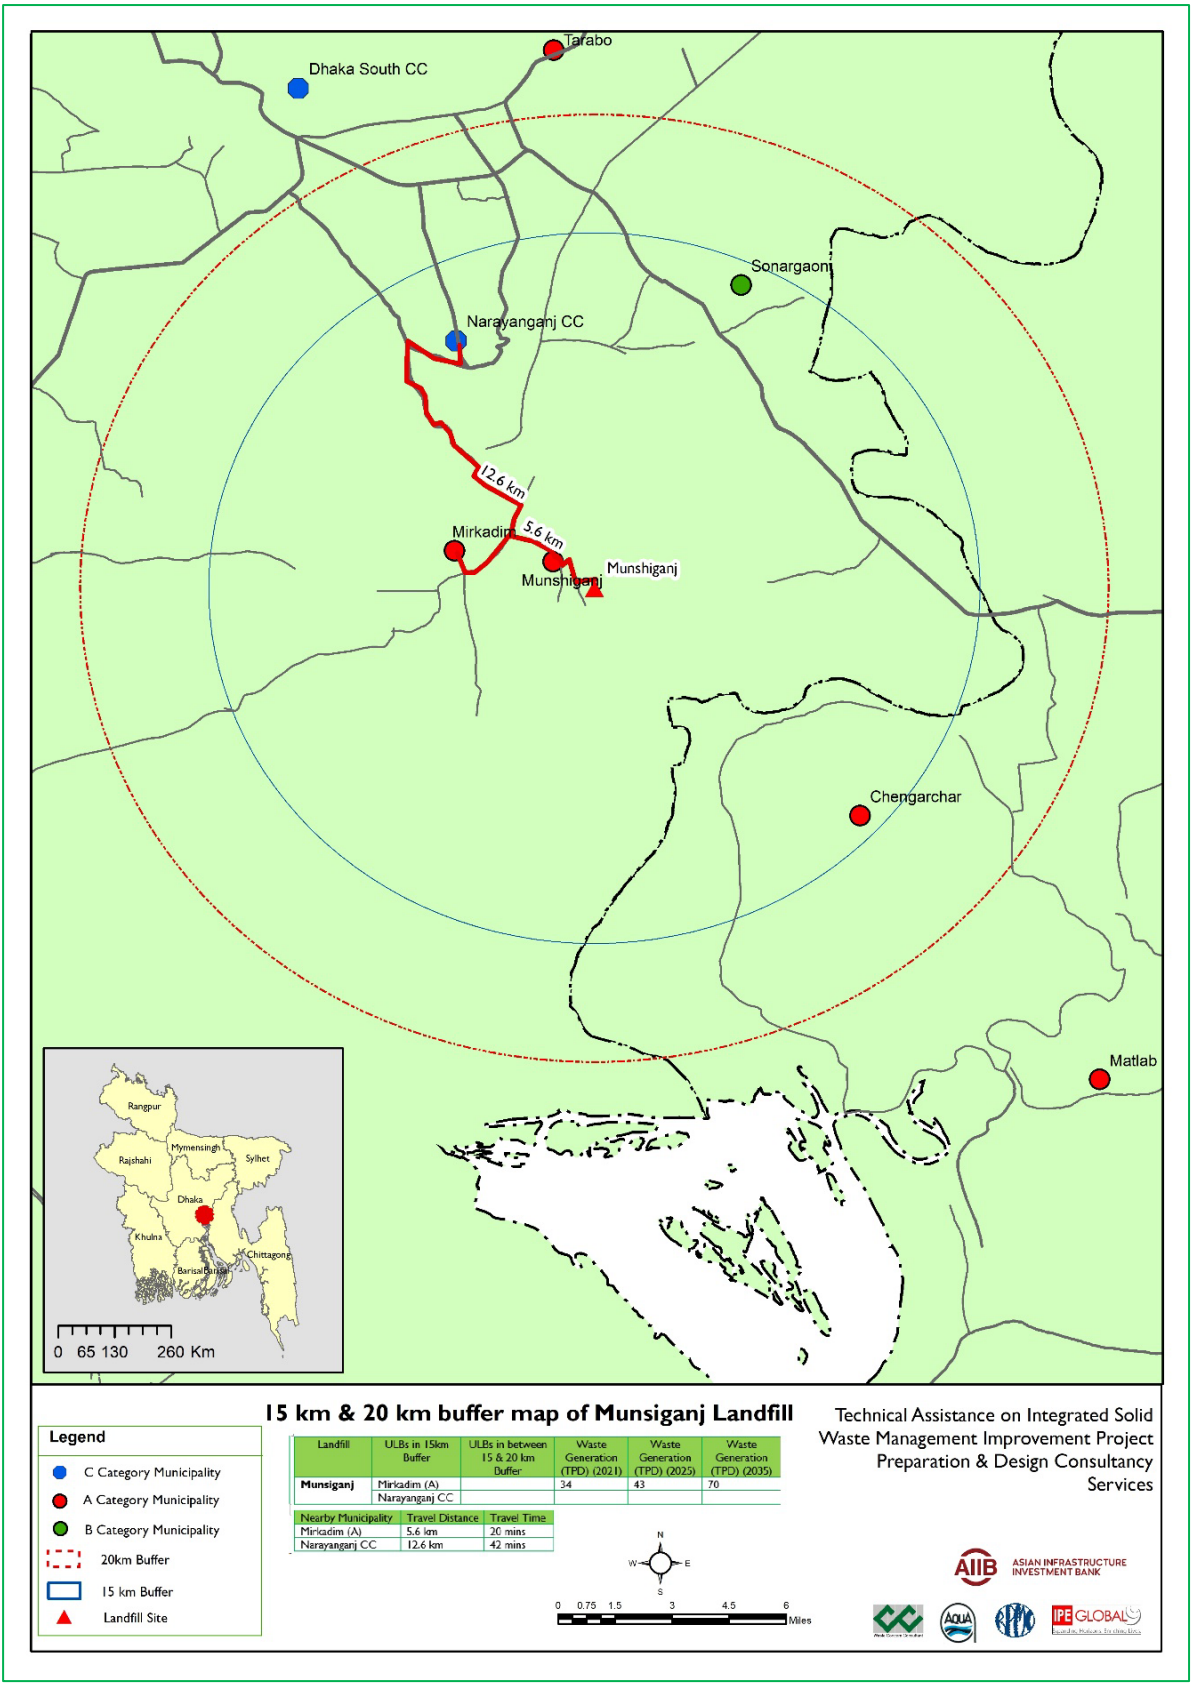 Tarabo
Dhaka South CC
Sonargaon
Narayanganj CC
12.6 km
Mirkadim
5.6 km
Munshiganj
Munshiganj
Chengarchar
Matlab
Rangpur
Mymensingh
Rajshahi
Sylhet
Dhaka
Khulna
Chittagong
Barisal
Barisal
0 65 130 260 Km
15 km & 20 km buffer map of Munsiganj Landfill
Legend
C Category Municipality
A Category Municipality
B Category Municipality
20km Buffer
15 km Buffer
Landfill Site
Landfill ULBs in 15km Buffer ULBs in between 15 & 20 km Buffer Waste Generation (TPD) (2021) Waste Generation (TPD) (2025) Waste Generation (TPD) (2035)
Munsiganj Mirkadim (A) 34 43 70
Narayanganj CC
Nearby Municipality Travel Distance Travel Time
Mirkadim (A) 5.6 km 20 mins
Narayanganj CC 12.6 km 42 mins
N
W E
S
0 0.75 1.5 3 4.5 6
Miles
Technical Assistance on Integrated Solid
Waste Management Improvement Project
Preparation & Design Consultancy
Services
AIIB
ASIAN INFRASTRUCTURE
INVESTMENT BANK
AQUA
IPE GLOBAL